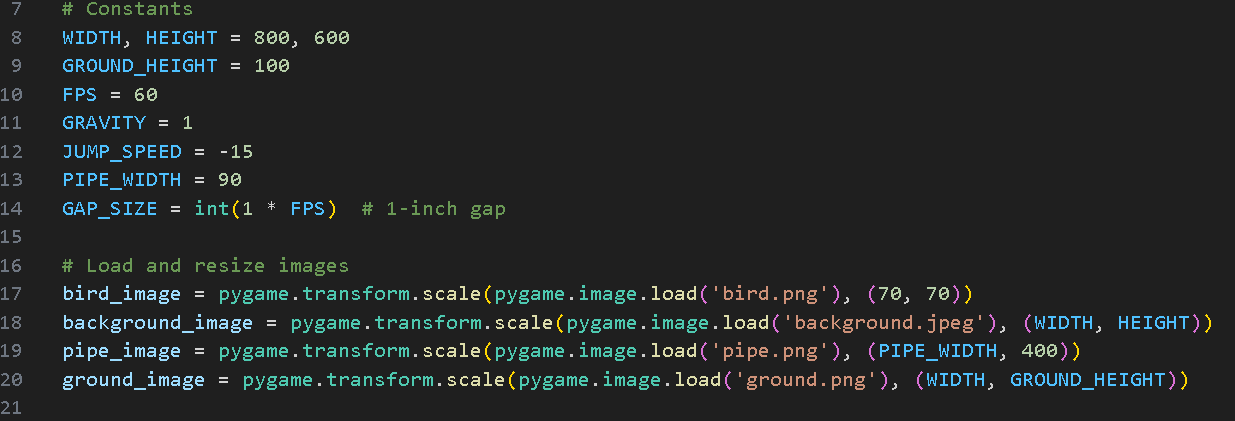 7 # Constants
8 WIDTH, HEIGHT = 800, 600
9 GROUND_HEIGHT = 100
10 FPS = 60
11 GRAVITY = 1
12 JUMP_SPEED = -15
13 PIPE_WIDTH = 90
14 GAP_SIZE = int(1 * FPS)  # 1-inch gap
15
16 # Load and resize images
17 bird_image = pygame.transform.scale(pygame.image.load('bird.png'), (70, 70))
18 background_image = pygame.transform.scale(pygame.image.load('background.jpeg'), (WIDTH, HEIGHT))
19 pipe_image = pygame.transform.scale(pygame.image.load('pipe.png'), (PIPE_WIDTH, 400))
20 ground_image = pygame.transform.scale(pygame.image.load('ground.png'), (WIDTH, GROUND_HEIGHT))
21